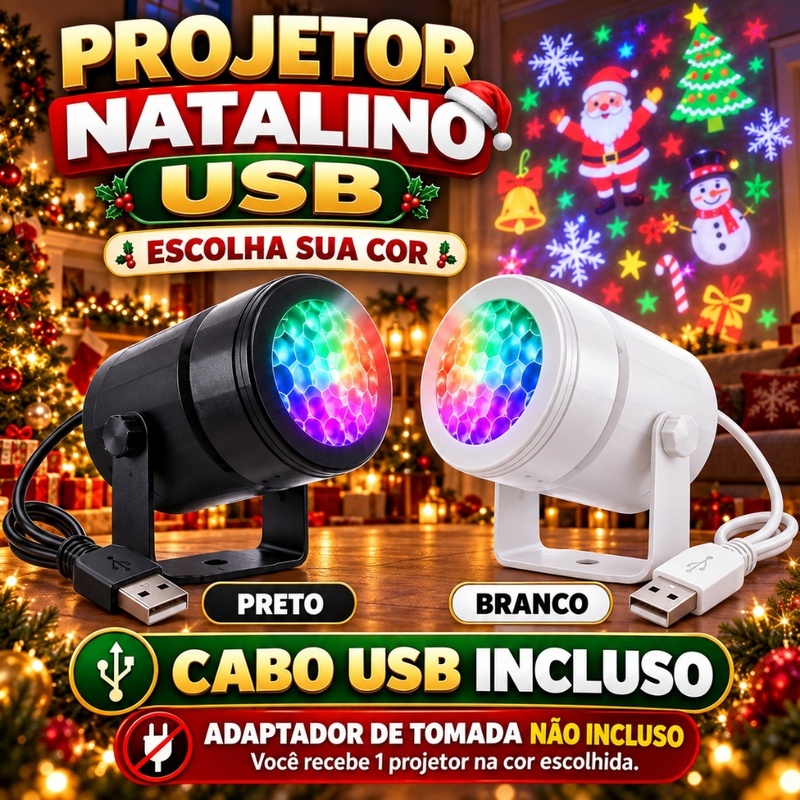 PROJETOR
NATALINO
USB
ESCOLHA SUA COR
PRETO
BRANCO
CABO USB INCLUSO
ADAPTADOR DE TOMADA NÃO INCLUSO
Você recebe 1 projetor na cor escolhida.